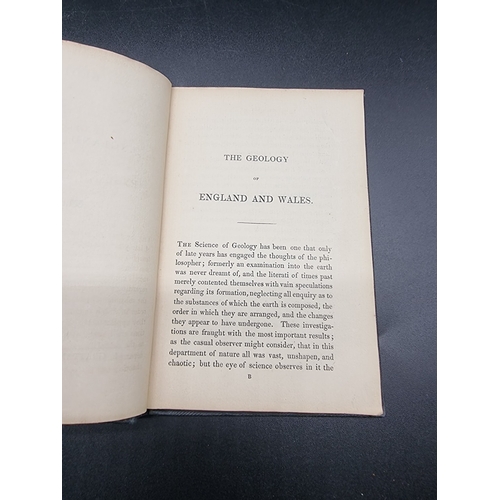 THE GEOLOGY
OF
ENGLAND AND WALES.
THE Science of Geology has been one that only
of late years has engaged the thoughts of the phi-
losopher; formerly an examination into the earth
was never dreamt of, and the literati of times past
merely contented themselves with vain speculations
regarding its formation, neglecting all enquiry as to
the substances of which the earth is composed, the
order in which they are arranged, and the changes
they appear to have undergone. These investiga-
tions are fraught with the most important results;
as the casual observer might consider, that in this
department of nature all was vast, unshapen, and
chaotic; but the eye of science observes in it the
B